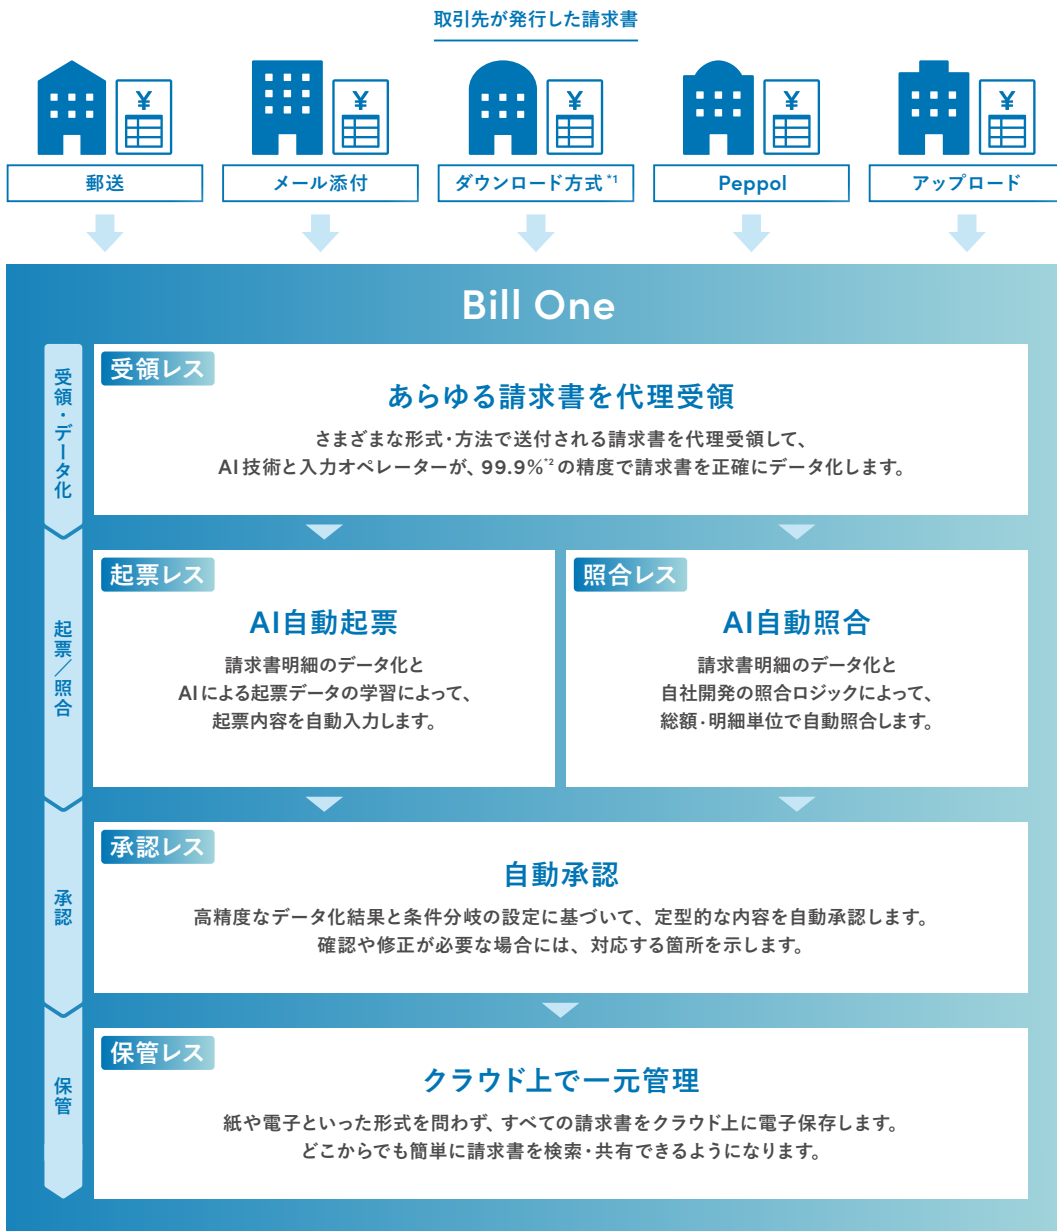 取引先が発行した請求書
¥ ¥ ¥ ¥ ¥
郵送 メール添付 ダウンロード方式*1 Peppol アップロード
Bill One
受領・データ化
受領レス
あらゆる請求書を代理受領
さまざまな形式・方法で送付される請求書を代理受領して、
AI技術と入力オペレーターが、99.9%*2の精度で請求書を正確にデータ化します。
起票／照合
起票レス
AI自動起票
請求書明細のデータ化と
AIによる起票データの学習によって、
起票内容を自動入力します。
照合レス
AI自動照合
請求書明細のデータ化と
自社開発の照合ロジックによって、
総額・明細単位で自動照合します。
承認
承認レス
自動承認
高精度なデータ化結果と条件分岐の設定に基づいて、定型的な内容を自動承認します。
確認や修正が必要な場合には、対応する箇所を示します。
保管
保管レス
クラウド上で一元管理
紙や電子といった形式を問わず、すべての請求書をクラウド上に電子保存します。
どこからでも簡単に請求書を検索・共有できるようになります。